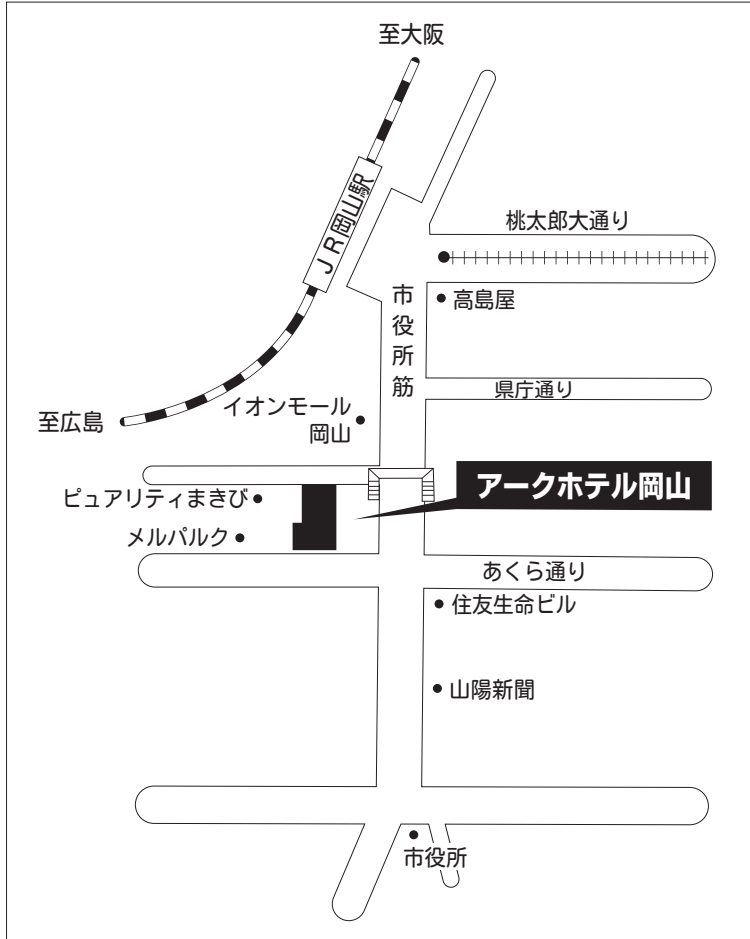 至大阪
JR岡山駅
桃太郎大通り
高島屋
市役所筋
県庁通り
至広島
イオンモール
岡山
アークホテル岡山
ピュアリティまきび
メルパルク
あくら通り
住友生命ビル
山陽新聞
市役所